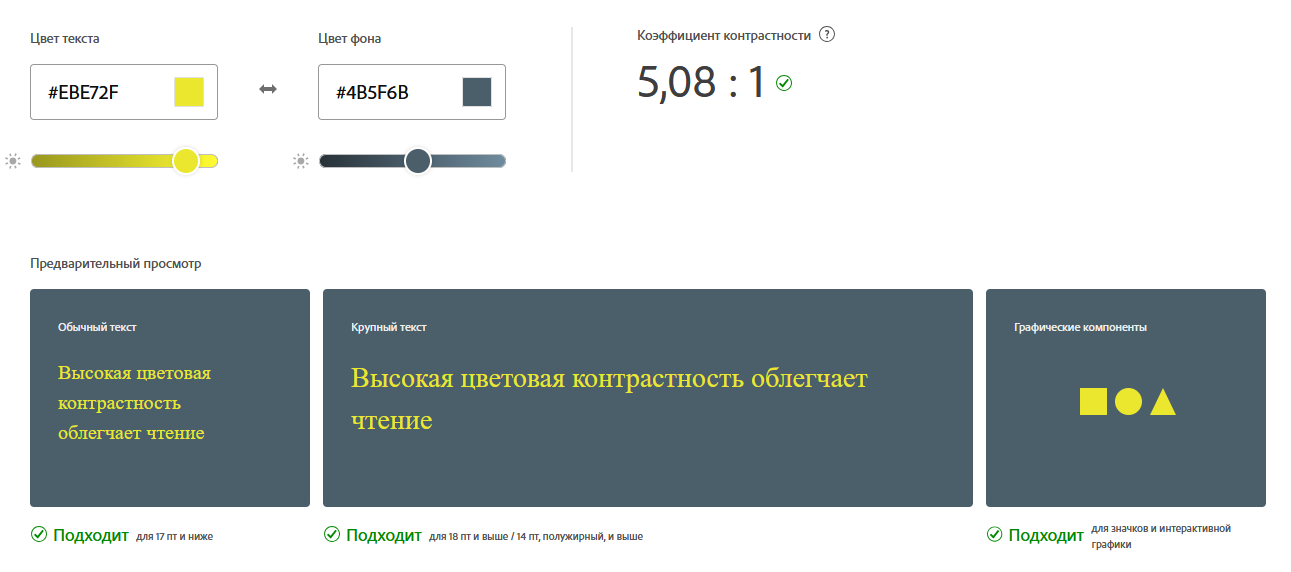 Цвет текста
Цвет фона
Коэффициент контрастности ?
#EBE72F
#4B5F6B
5,08 : 1
Предварительный просмотр
Обычный текст
Высокая цветовая
контрастность
облегчает чтение
Крупный текст
Высокая цветовая контрастность облегчает
чтение
Графические компоненты
Подходит для 17 пт и ниже
Подходит для 18 пт и выше / 14 пт, полужирный, и выше
Подходит для значков и интерактивной
графики